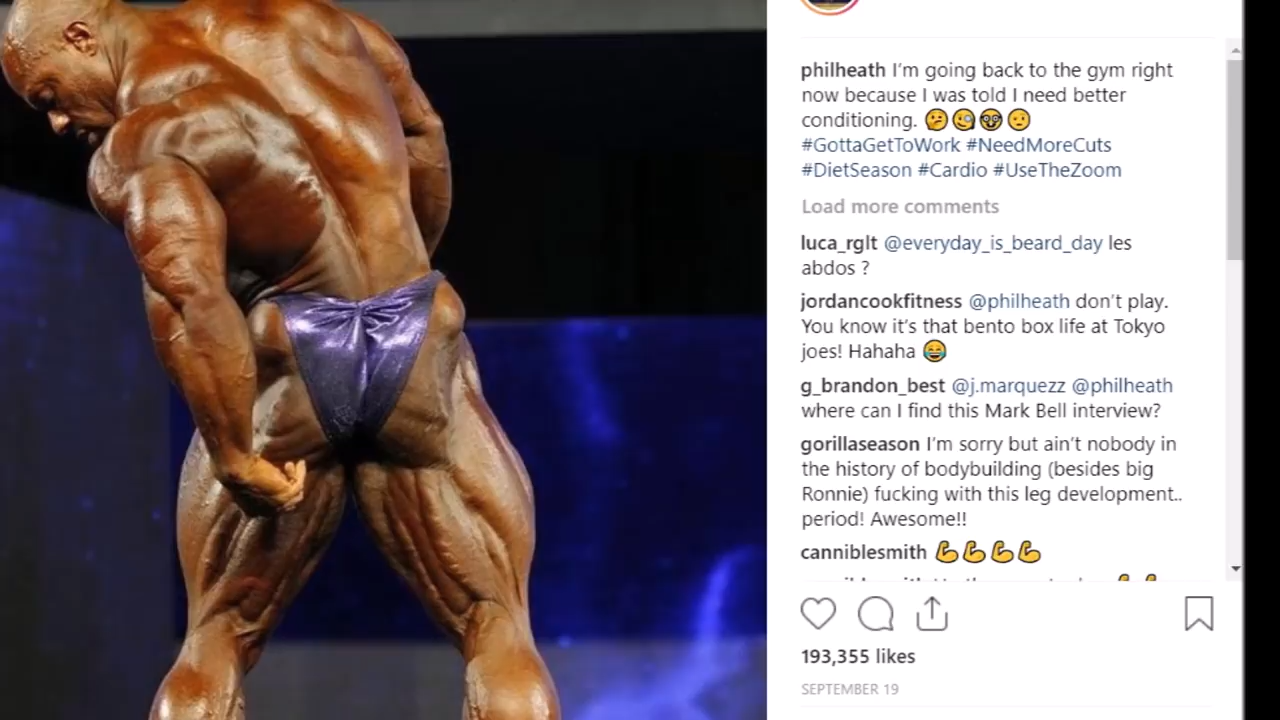 philheath I'm going back to the gym right
now because I was told I need better
conditioning. 🤔🧐🤓😟
#GottaGetToWork #NeedMoreCuts
#DietSeason #Cardio #UseTheZoom
Load more comments
luca_rglt @everyday_is_beard_day les
abdos ?
jordancookfitness @philheath don't play.
You know it's that bento box life at Tokyo
joes! Hahaha 😂
g_brandon_best @j.marquezz @philheath
where can I find this Mark Bell interview?
gorillaseason I'm sorry but ain't nobody in
the history of bodybuilding (besides big
Ronnie) fucking with this leg development..
period! Awesome!!
canniblesmith 💪💪💪💪
193,355 likes
SEPTEMBER 19